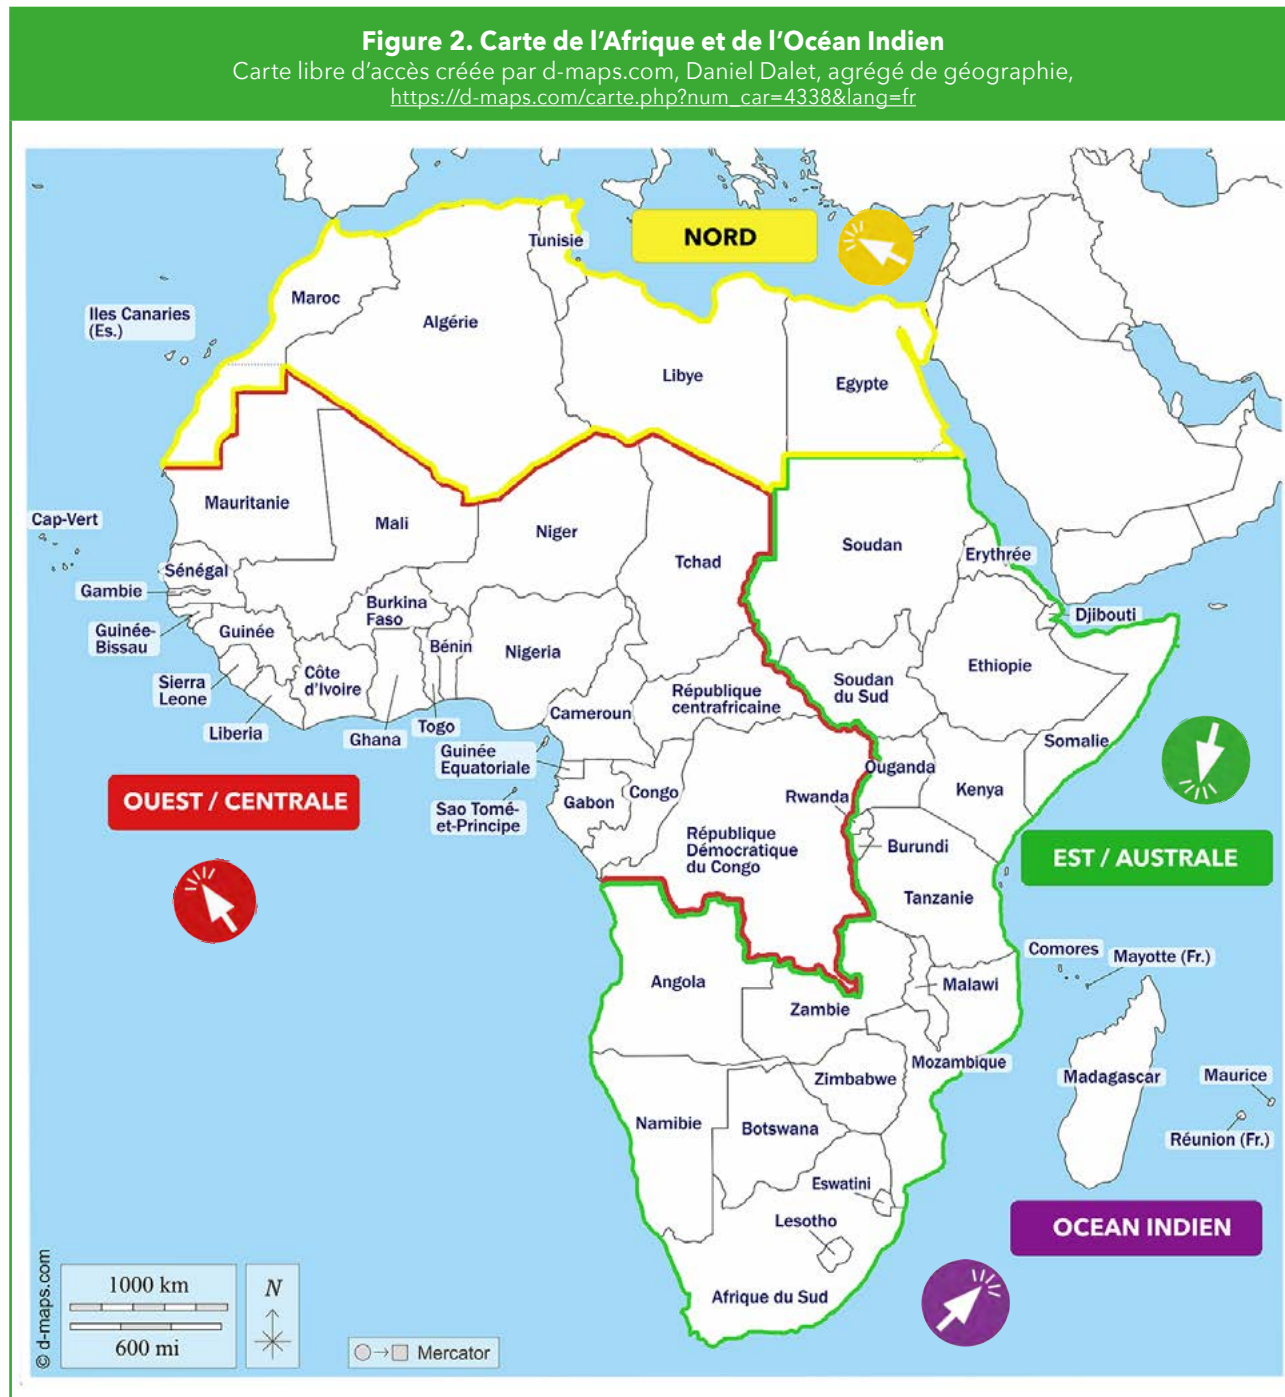 Figure 2. Carte de l'Afrique et de l'Océan Indien
Carte libre d'accès créée par d-maps.com, Daniel Dalet, agrégé de géographie,
https://d-maps.com/carte.php?num_car=4338&lang=fr
NORD
Tunisie
Maroc
Iles Canaries
(Es.)
Algérie
Libye
Egypte
Mauritanie
Cap-Vert
Mali
Niger
Tchad
Soudan
Erythrée
Sénégal
Gambie
Burkina
Faso
Djibouti
Guinée-
Bissau
Guinée
Bénin
Nigeria
Ethiopie
Sierra
Leone
Côte
d'Ivoire
République
centrafricaine
Soudan
du Sud
Liberia
Ghana
Togo
Cameroun
Somalie
Guinée
Equatoriale
Ouganda
OUEST / CENTRALE
Sao Tomé-
et-Principe
Gabon
Congo
Rwanda
Kenya
République
Démocratique
du Congo
Burundi
EST / AUSTRALE
Tanzanie
Comores
Mayotte (Fr.)
Angola
Malawi
Zambie
Mozambique
Zimbabwe
Madagascar
Maurice
Namibie
Botswana
Réunion (Fr.)
Eswatini
Lesotho
OCEAN INDIEN
Afrique du Sud
© d-maps.com
1000 km
600 mi
N
Mercator